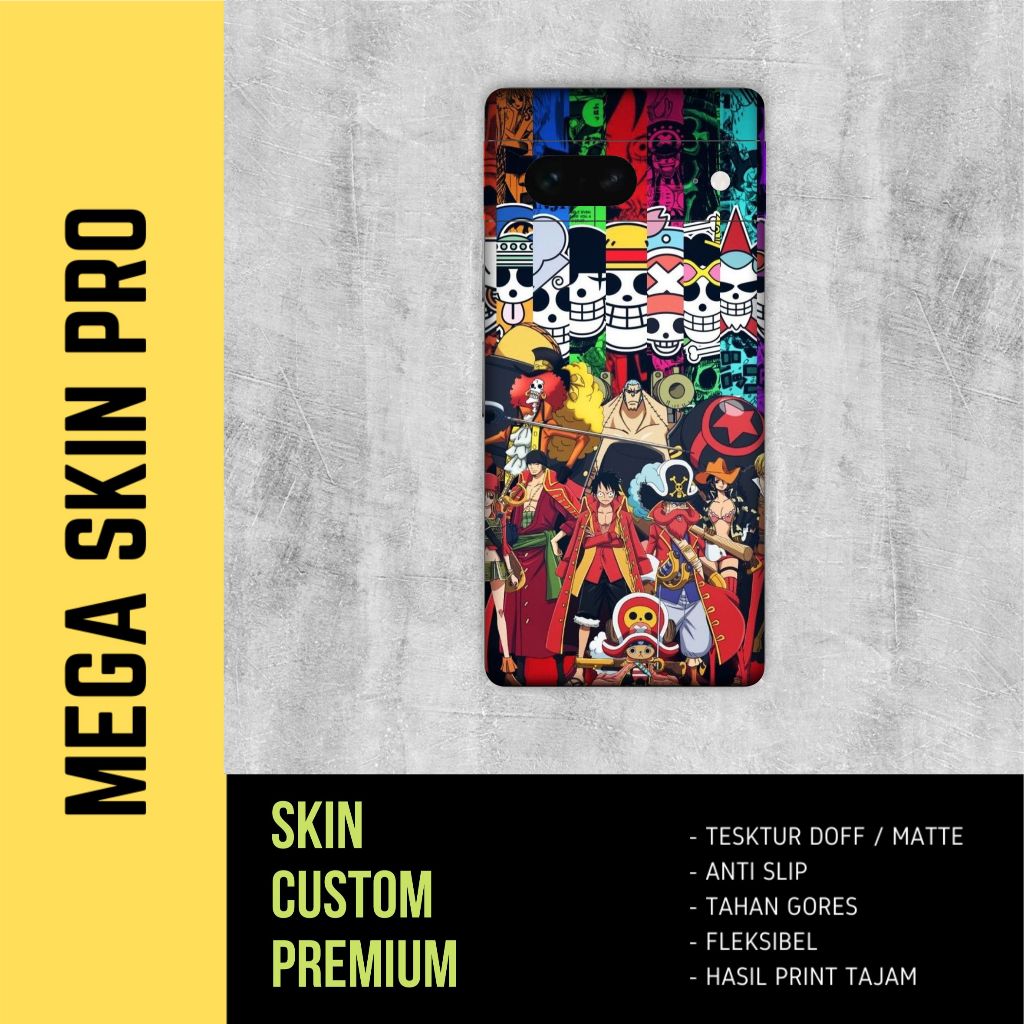 MEGA SKIN PRO
SKIN
CUSTOM
PREMIUM
- TESKTUR DOFF / MATTE
- ANTI SLIP
- TAHAN GORES
- FLEKSIBEL
- HASIL PRINT TAJAM